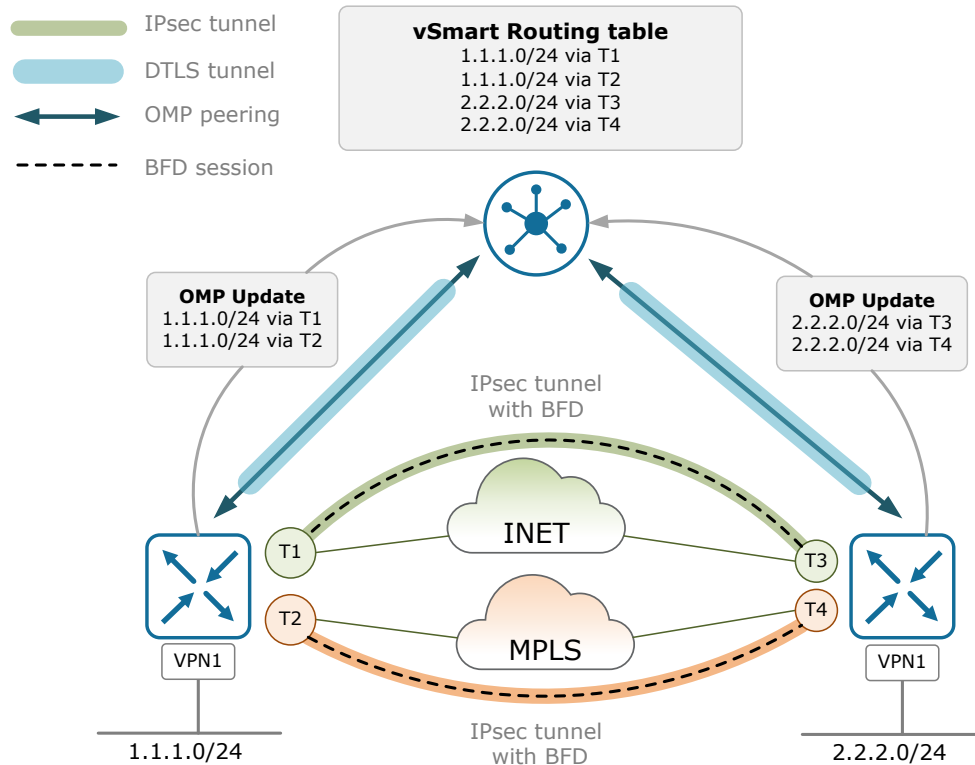 IPsec tunnel
DTLS tunnel
OMP peering
BFD session
vSmart Routing table
1.1.1.0/24 via T1
1.1.1.0/24 via T2
2.2.2.0/24 via T3
2.2.2.0/24 via T4
OMP Update
1.1.1.0/24 via T1
1.1.1.0/24 via T2
OMP Update
2.2.2.0/24 via T3
2.2.2.0/24 via T4
IPsec tunnel
with BFD
T1
INET
T3
T2
MPLS
T4
VPN1
VPN1
IPsec tunnel
with BFD
1.1.1.0/24
2.2.2.0/24